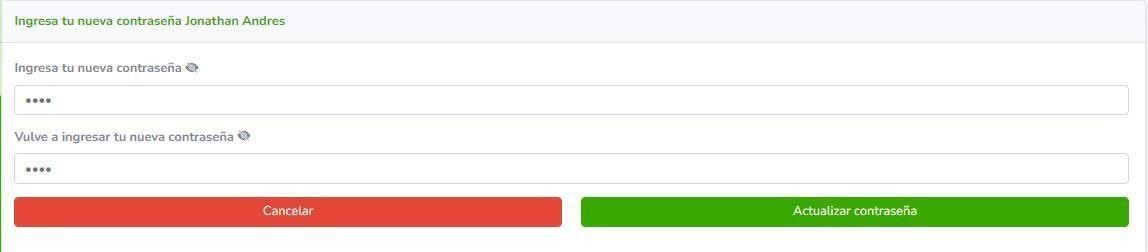 Ingresa tu nueva contraseña Jonathan Andres
Ingresa tu nueva contraseña
••••
Vulve a ingresar tu nueva contraseña
••••
Cancelar
Actualizar contraseña